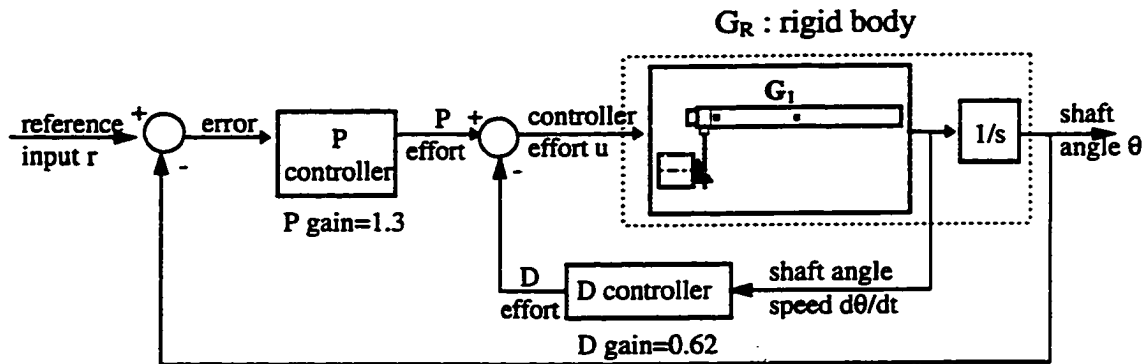 G_R : rigid body
G_1
reference
input r
+
-
error
P
controller
P gain=1.3
P
effort
+
-
controller
effort u
1/s
shaft
angle θ
D
effort
D controller
D gain=0.62
shaft angle
speed dθ/dt